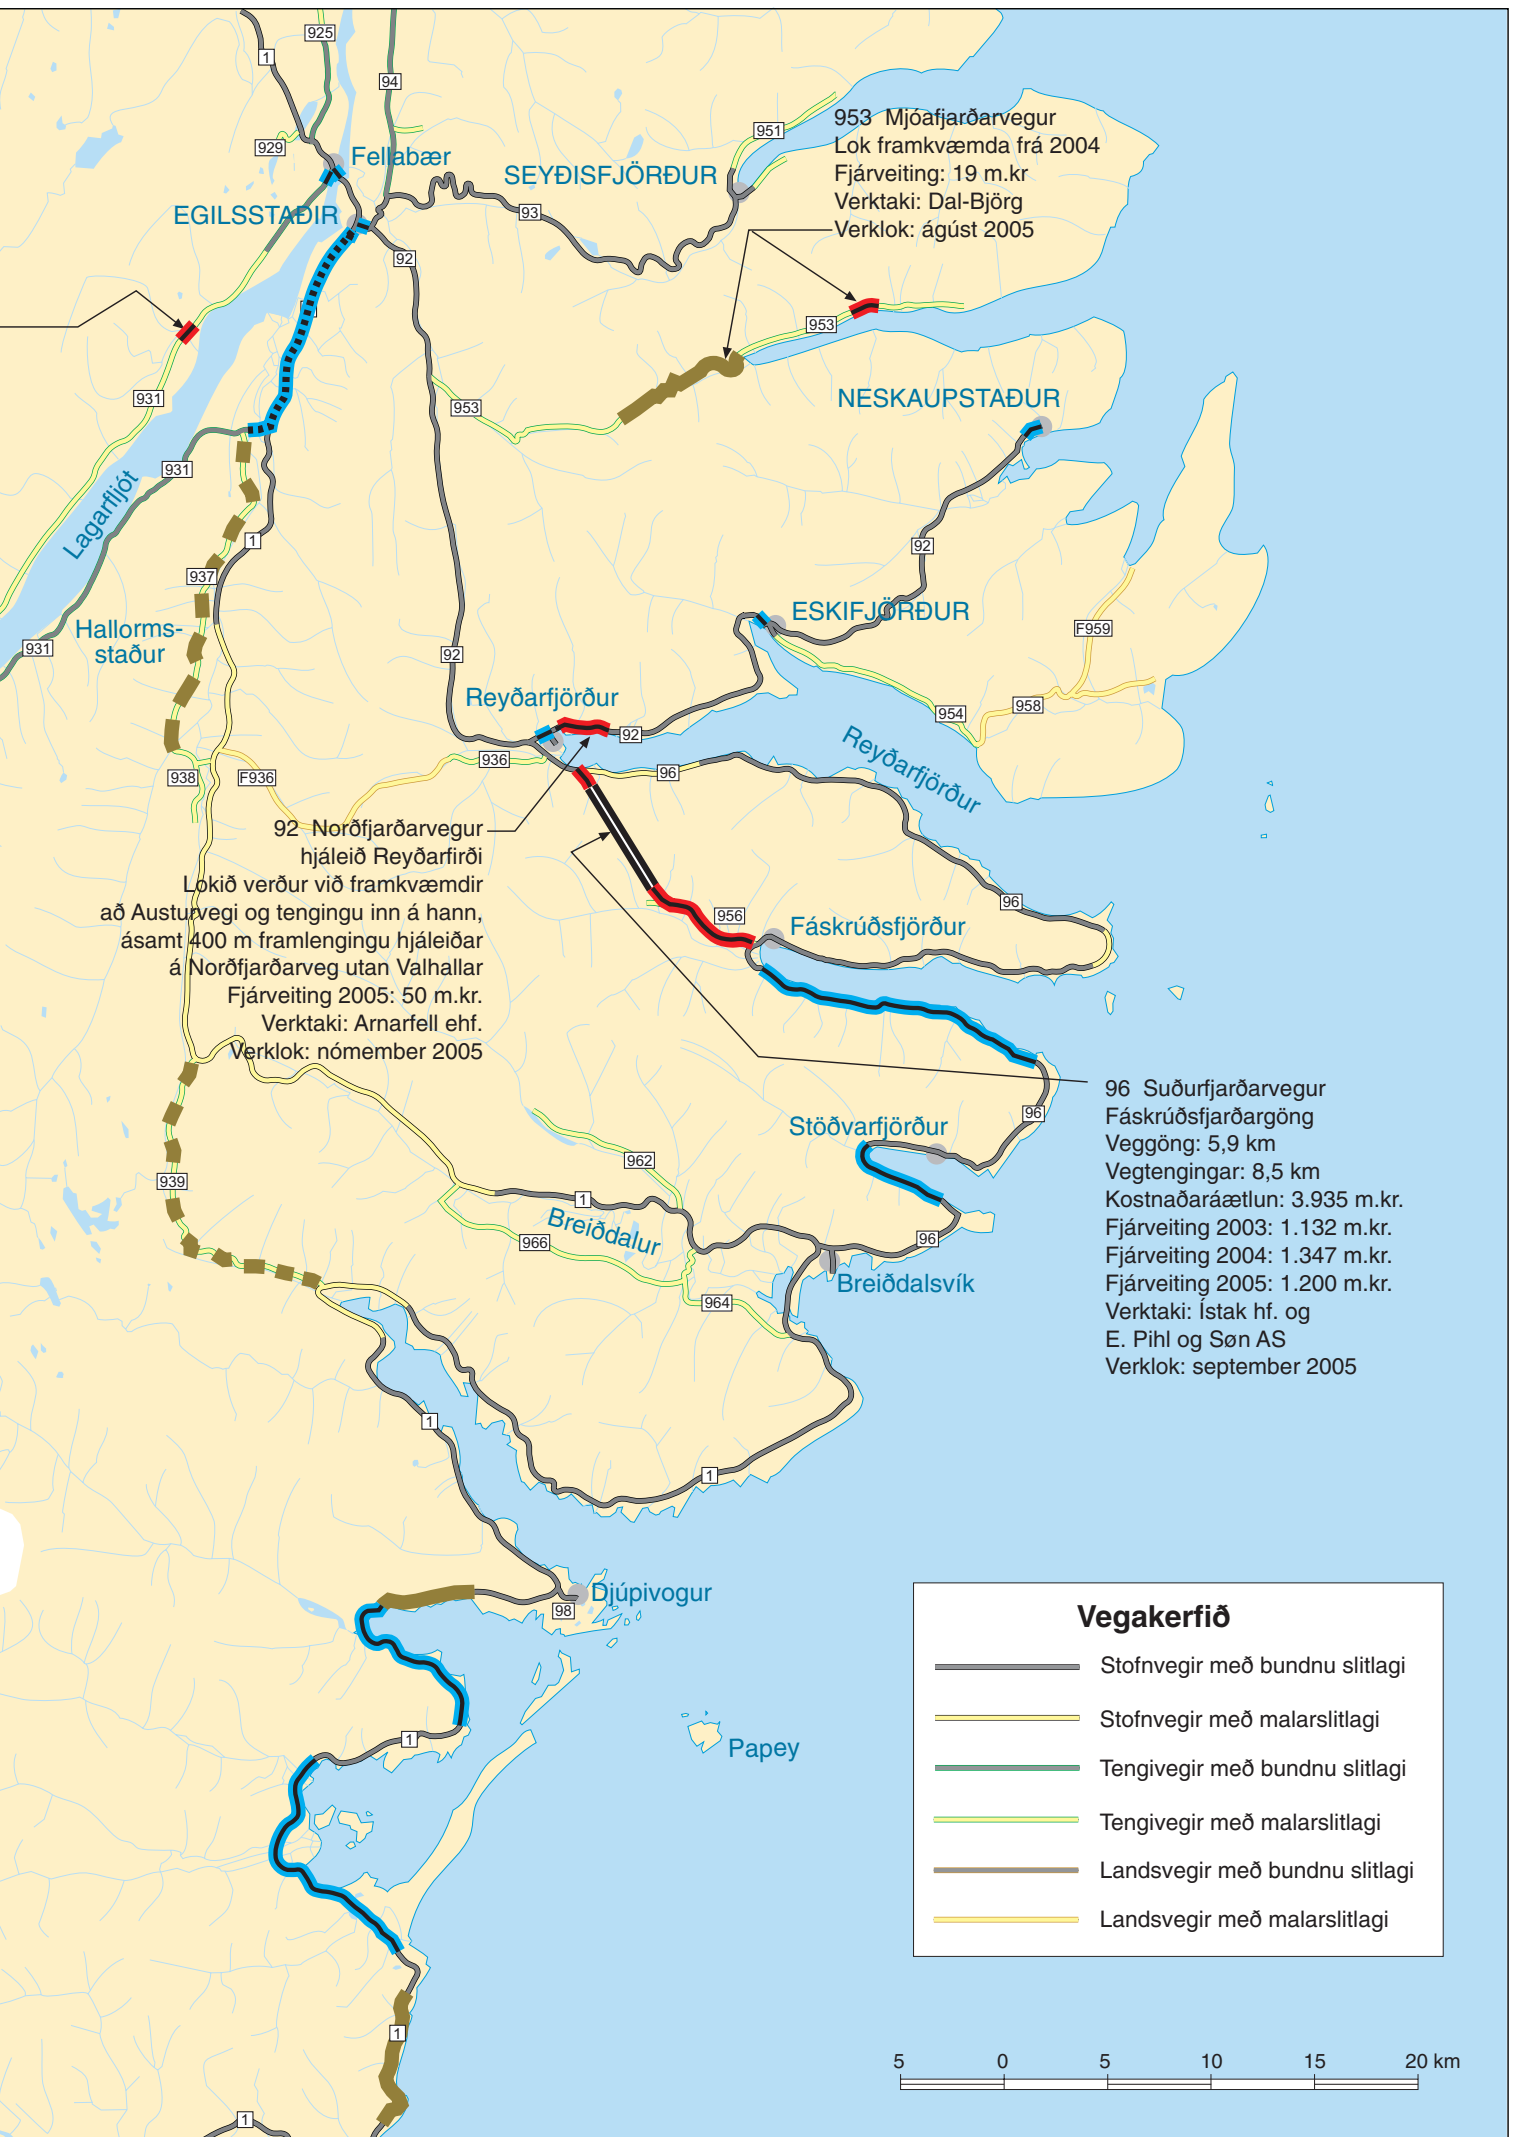 925
1
94
929
Fellabær
951
953 Mjóafjarðarvegur
Lok framkvæmda frá 2004
Fjárveiting: 19 m.kr
Verktaki: Dal-Björg
Verklok: ágúst 2005
SEYÐISFJÖRÐUR
EGILSSTAÐIR
93
92
953
931
953
NESKAUPSTAÐUR
931
Lagarfljót
1
92
937
Hallorms-
staður
931
ESKIFJÖRÐUR
F959
92
Reyðarfjörður
954
958
92
936
96
Reyðarfjörður
938
F936
92 Norðfjarðarvegur
hjáleið Reyðarfirði
Lokið verður við framkvæmdir
að Austurvegi og tengingu inn á hann,
ásamt 400 m framlengingu hjáleiðar
á Norðfjarðarveg utan Valhallar
Fjárveiting 2005: 50 m.kr.
Verktaki: Arnarfell ehf.
Verklok: nómember 2005
96
956
Fáskrúðsfjörður
96 Suðurfjarðarvegur
Fáskrúðsfjarðargöng
Veggöng: 5,9 km
Vegtengingar: 8,5 km
Kostnaðaráætlun: 3.935 m.kr.
Fjárveiting 2003: 1.132 m.kr.
Fjárveiting 2004: 1.347 m.kr.
Fjárveiting 2005: 1.200 m.kr.
Verktaki: Ístak hf. og
E. Pihl og Søn AS
Verklok: september 2005
96
Stöðvarfjörður
962
939
1
Breiðdalur
966
96
Breiðdalsvík
964
1
1
Djúpivogur
98
1
Papey
Vegakerfið
Stofnvegir með bundnu slitlagi
Stofnvegir með malarslitlagi
Tengivegir með bundnu slitlagi
Tengivegir með malarslitlagi
Landsvegir með bundnu slitlagi
Landsvegir með malarslitlagi
1
5 0 5 10 15 20 km
1